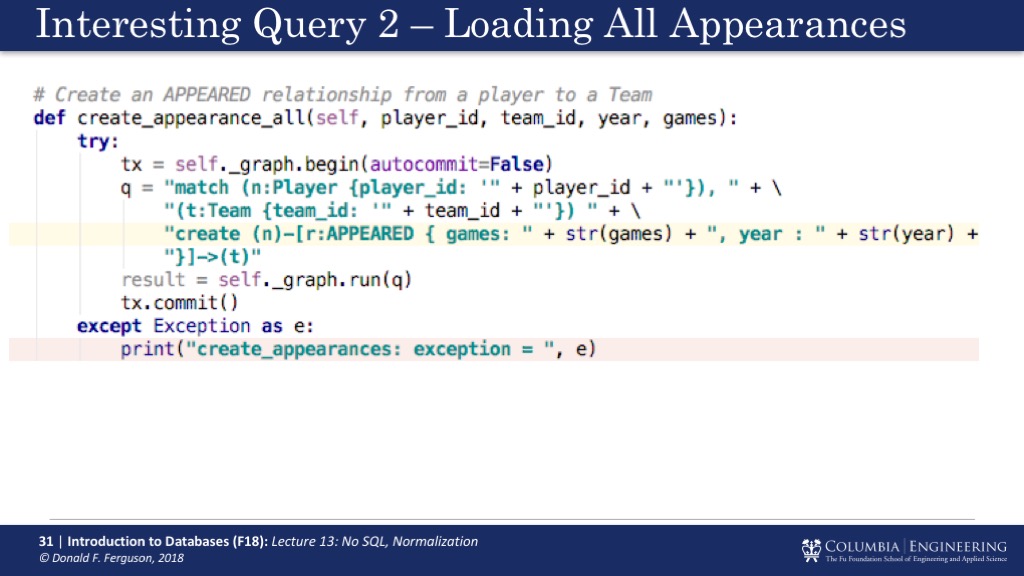 Interesting Query 2 – Loading All Appearances
# Create an APPEARED relationship from a player to a Team
def create_appearance_all(self, player_id, team_id, year, games):
try:
tx = self._graph.begin(autocommit=False)
q = "match (n:Player {player_id: '" + player_id + "'}), " + \
"(t:Team {team_id: '" + team_id + "'}) " + \
"create (n)-[r:APPEARED { games: " + str(games) + ", year : " + str(year) +
"}]->(t)"
result = self._graph.run(q)
tx.commit()
except Exception as e:
print("create_appearances: exception = ", e)
31 | Introduction to Databases (F18): Lecture 13: No SQL, Normalization
© Donald F. Ferguson, 2018
COLUMBIA | ENGINEERING
The Fu Foundation School of Engineering and Applied Science